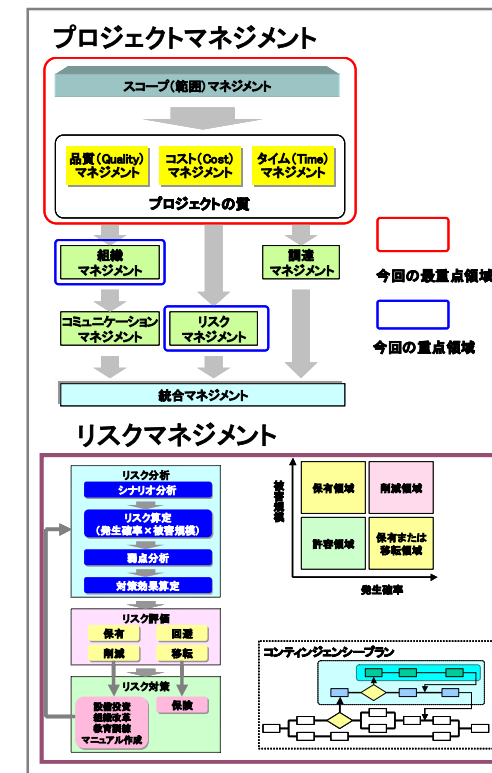 プロジェクトマネジメント
スコープ(範囲)マネジメント
品質(Quality)
マネジメント
コスト(Cost)
マネジメント
タイム(Time)
マネジメント
プロジェクトの質
組織
マネジメント
調達
マネジメント
今回の最重点領域
コミュニケーション
マネジメント
リスク
マネジメント
今回の重点領域
統合マネジメント
リスクマネジメント
リスク分析
シナリオ分析
リスク算定
(発生確率×被害規模)
弱点分析
対策効果算定
リスク評価
保有
回避
削減
移転
リスク対策
設備投資
組織改革
教育訓練
マニュアル作成
保険
被害規模
保有領域
削減領域
許容領域
保有または
移転領域
発生確率
コンティンジェンシープラン